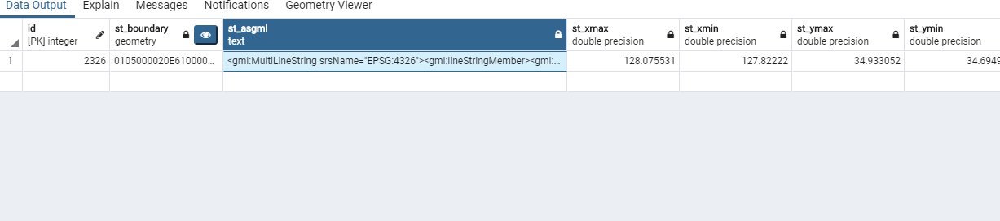 Data Output Explain Messages Notifications Geometry Viewer
id st_boundary st_asgml st_xmax st_xmin st_ymax st_ymin
[PK] integer geometry text double precision double precision double precision double precision
1 2326 0105000020E610000... <gml:MultiLineString srsName="EPSG:4326"><gml:lineStringMember><gml:... 128.075531 127.82222 34.933052 34.6949